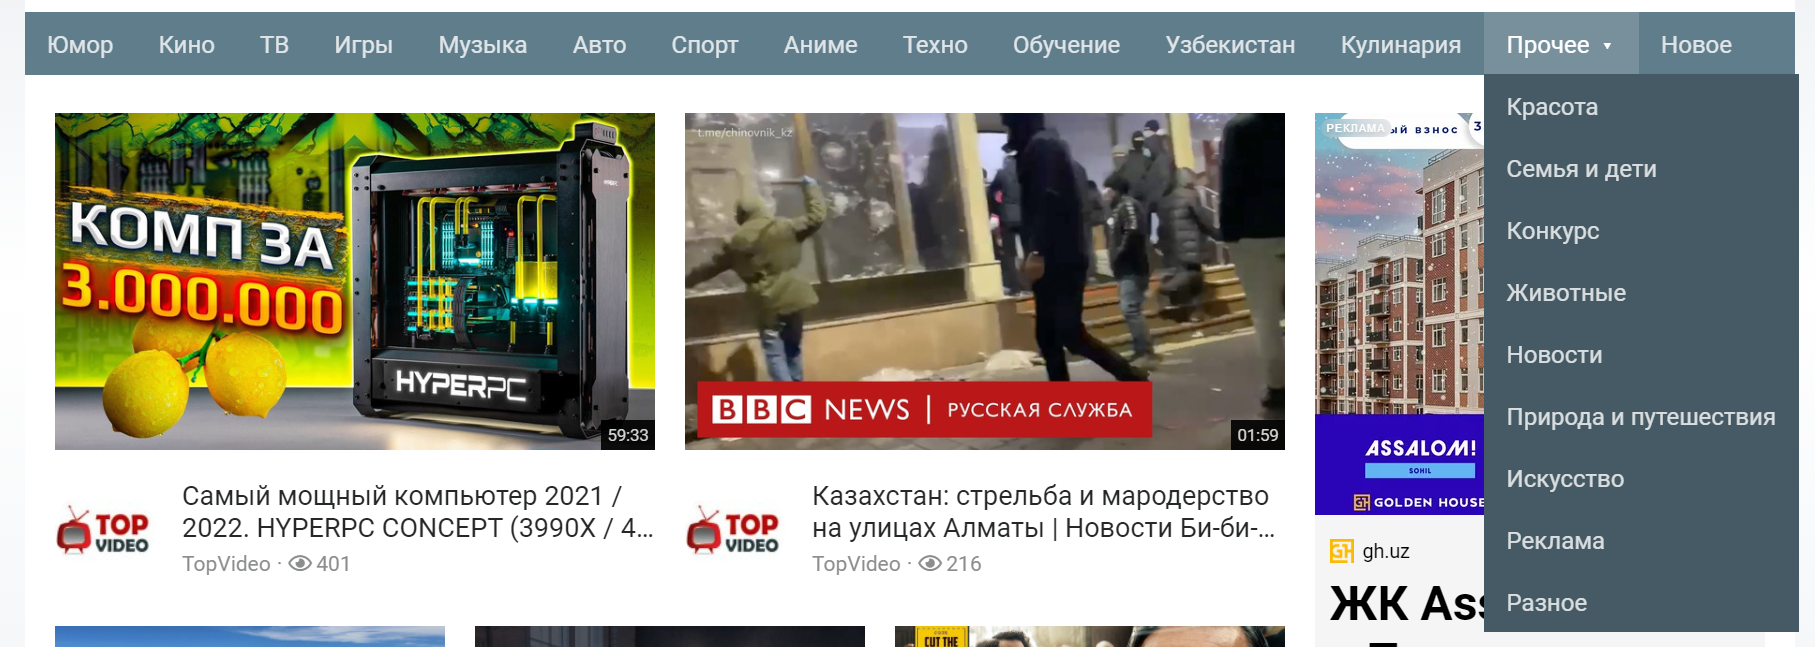 Юмор Кино ТВ Игры Музыка Авто Спорт Аниме Техно Обучение Узбекистан Кулинария Прочее ▼ Новое
Красота
Семья и дети
Конкурс
Животные
Новости
Природа и путешествия
Искусство
Реклама
Разное
КОМП ЗА
3.000.000
HYPERPC
59:33
t.me/chinovnik_kz
BBC NEWS | РУССКАЯ СЛУЖБА
01:59
РЕКЛАМА
ый взнос 3
ASSALOM!
SOHIL
GOLDEN HOUSE
TOP
VIDEO
Самый мощный компьютер 2021 /
2022. HYPERPC CONCEPT (3990X / 4...
TopVideo · 401
TOP
VIDEO
Казахстан: стрельба и мародерство
на улицах Алматы | Новости Би-би-...
TopVideo · 216
gh.uz
ЖК Ass
CUT THE